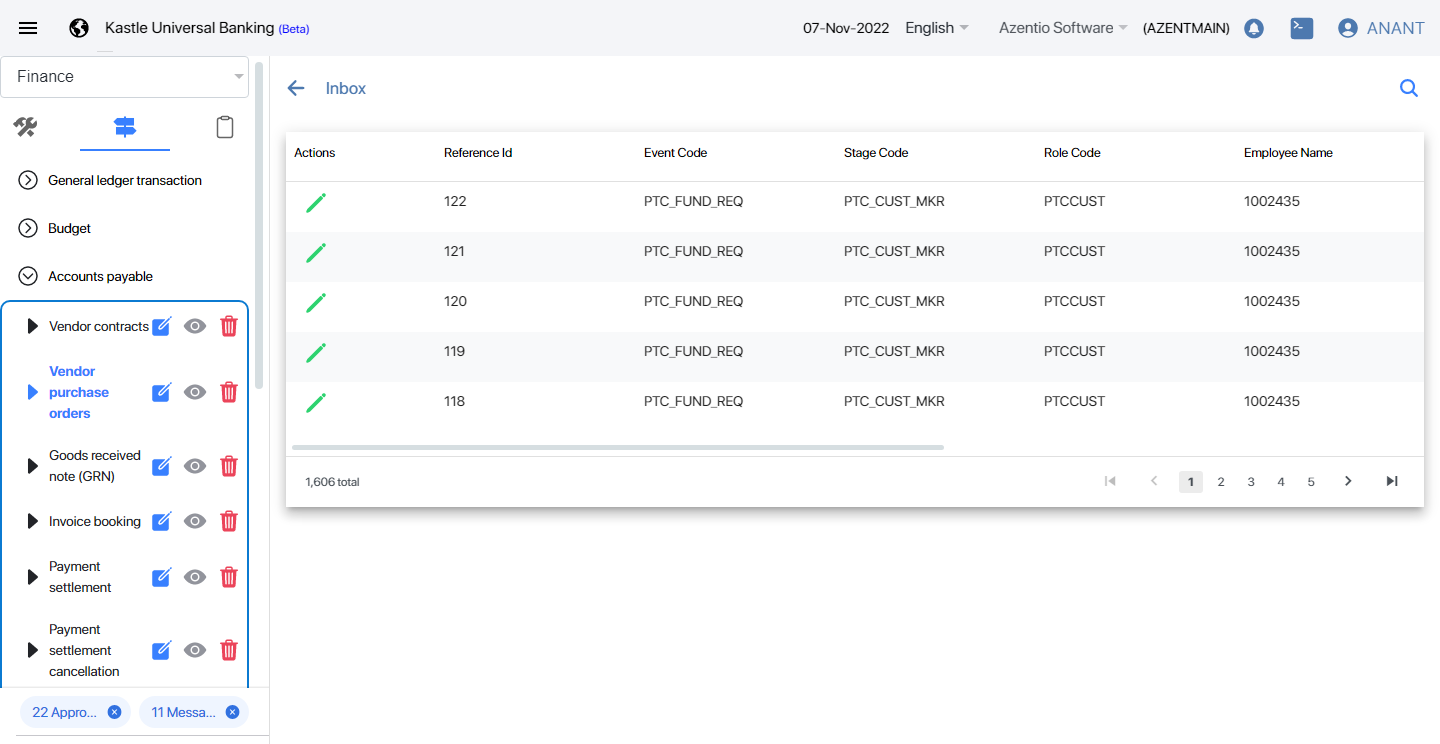 Kastle Universal Banking (Beta)
07-Nov-2022 English Azentio Software (AZENTMAIN) ANANT
Finance
General ledger transaction
Budget
Accounts payable
Vendor contracts
Vendor
purchase
orders
Goods received
note (GRN)
Invoice booking
Payment
settlement
Payment
settlement
cancellation
22 Appro... 11 Messa...
Inbox
Actions Reference Id Event Code Stage Code Role Code Employee Name
122 PTC_FUND_REQ PTC_CUST_MKR PTCCUST 1002435
121 PTC_FUND_REQ PTC_CUST_MKR PTCCUST 1002435
120 PTC_FUND_REQ PTC_CUST_MKR PTCCUST 1002435
119 PTC_FUND_REQ PTC_CUST_MKR PTCCUST 1002435
118 PTC_FUND_REQ PTC_CUST_MKR PTCCUST 1002435
1,606 total 1 2 3 4 5